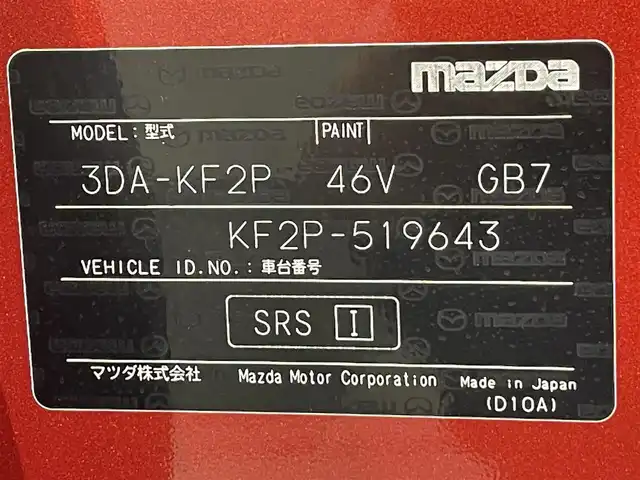 mazda
MODEL: 型式 PAINT
3DA-KF2P 46V GB7
KF2P-519643
VEHICLE ID.NO.: 車台番号
SRS I
マツダ株式会社 Mazda Motor Corporation Made in Japan
(D10A)